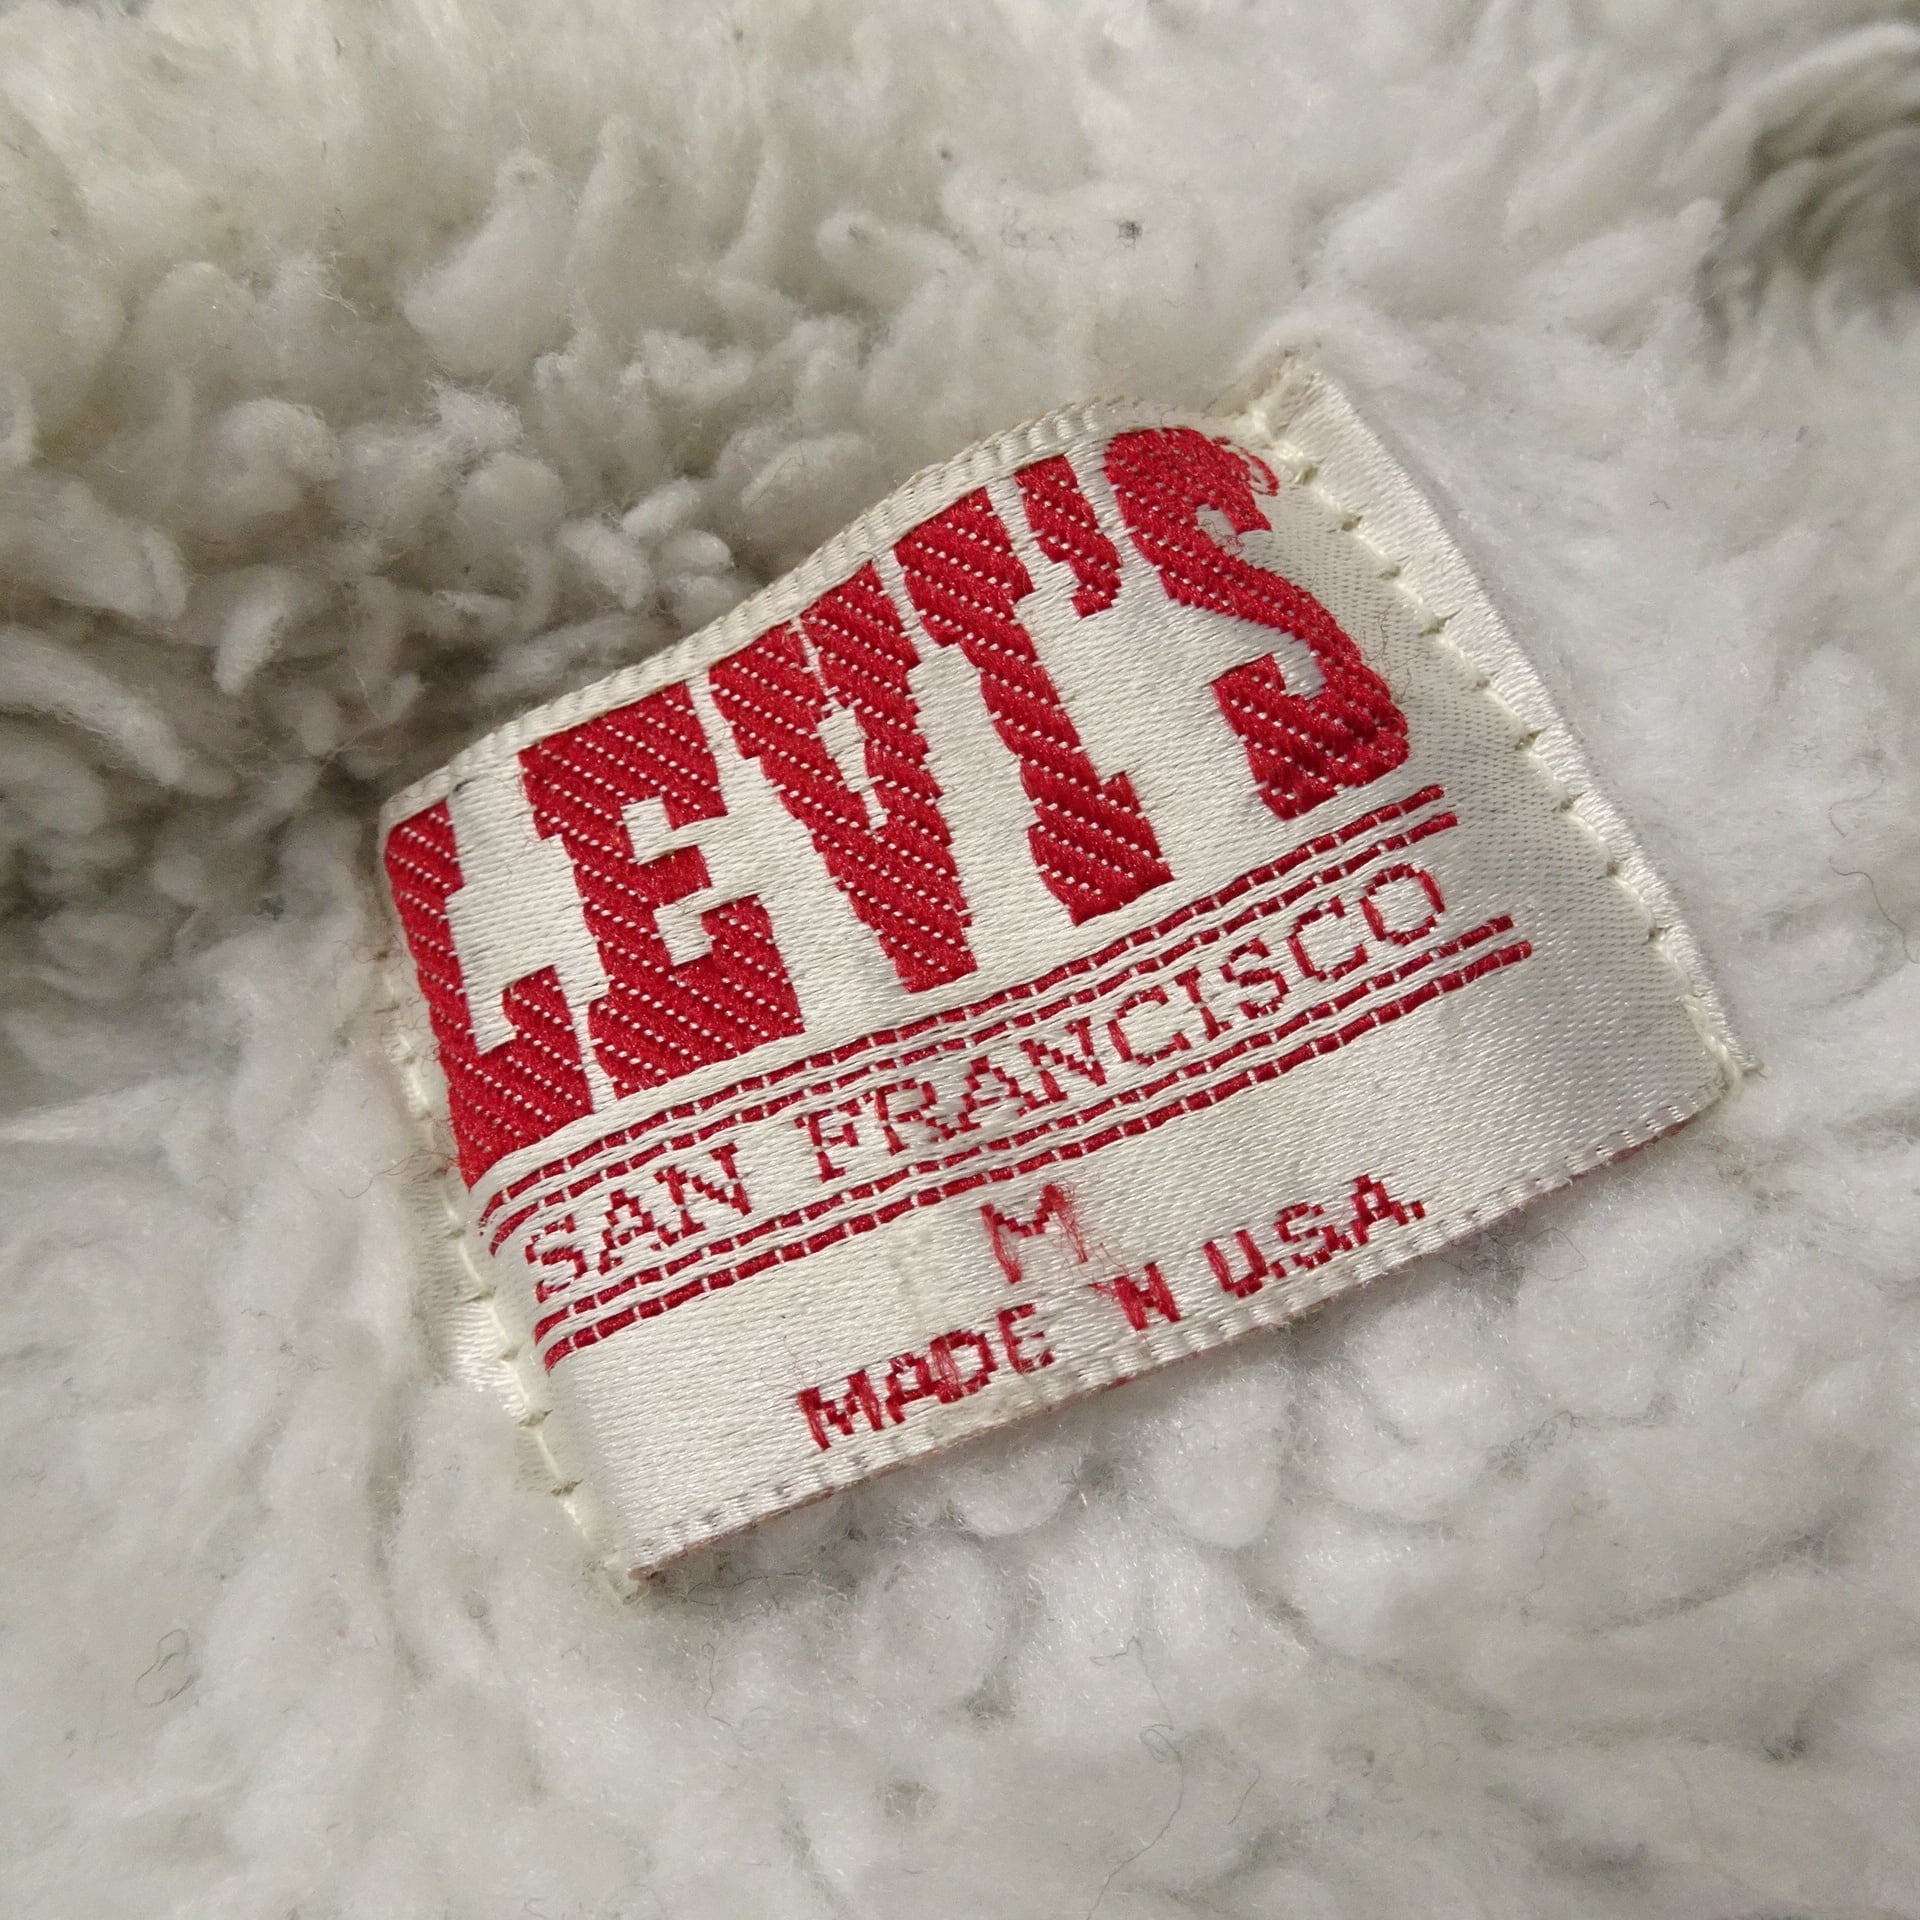 LEVI'S
SAN FRANCISCO
M
MADE IN U.S.A.